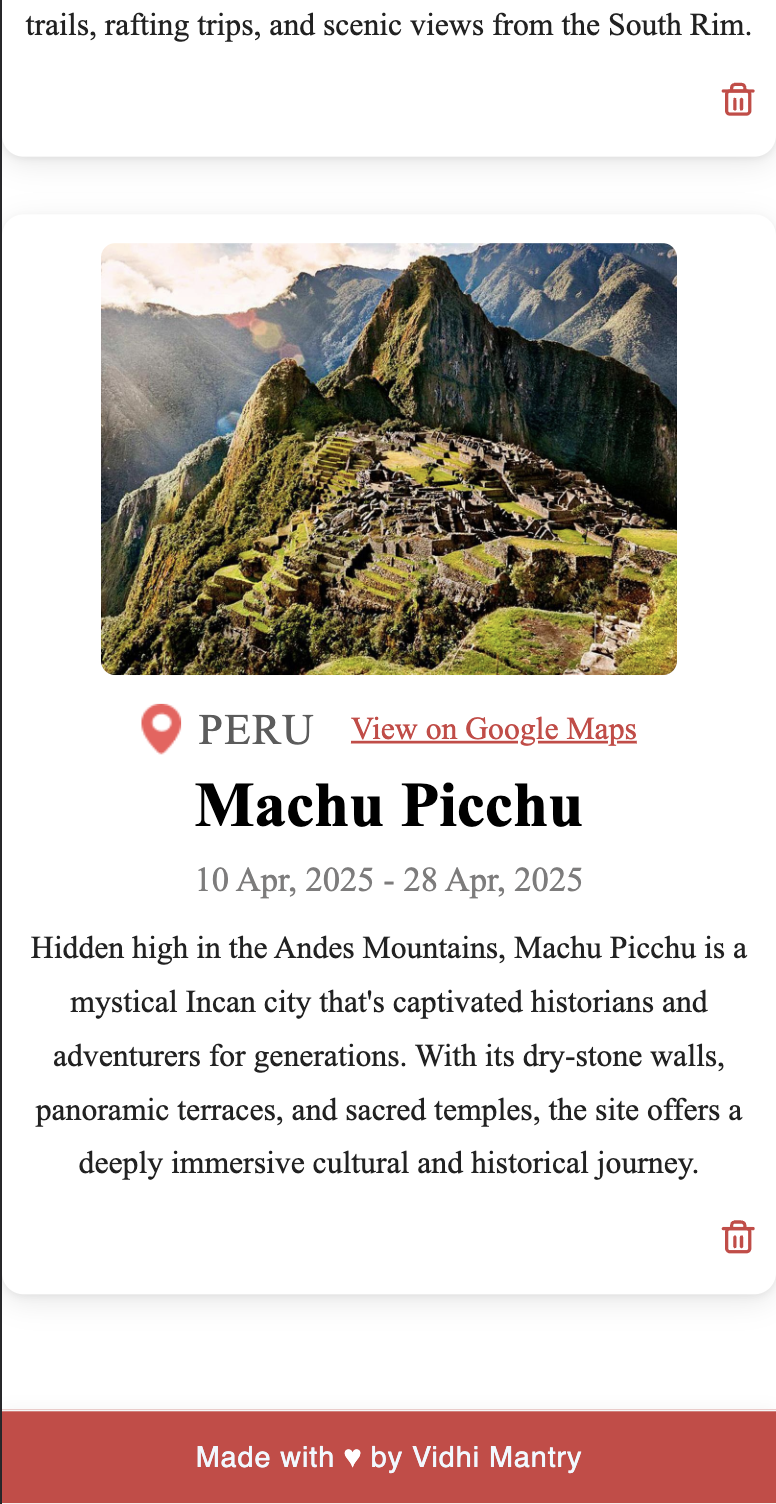 trails, rafting trips, and scenic views from the South Rim.
PERU View on Google Maps
Machu Picchu
10 Apr, 2025 - 28 Apr, 2025
Hidden high in the Andes Mountains, Machu Picchu is a
mystical Incan city that's captivated historians and
adventurers for generations. With its dry-stone walls,
panoramic terraces, and sacred temples, the site offers a
deeply immersive cultural and historical journey.
Made with ♥ by Vidhi Mantry